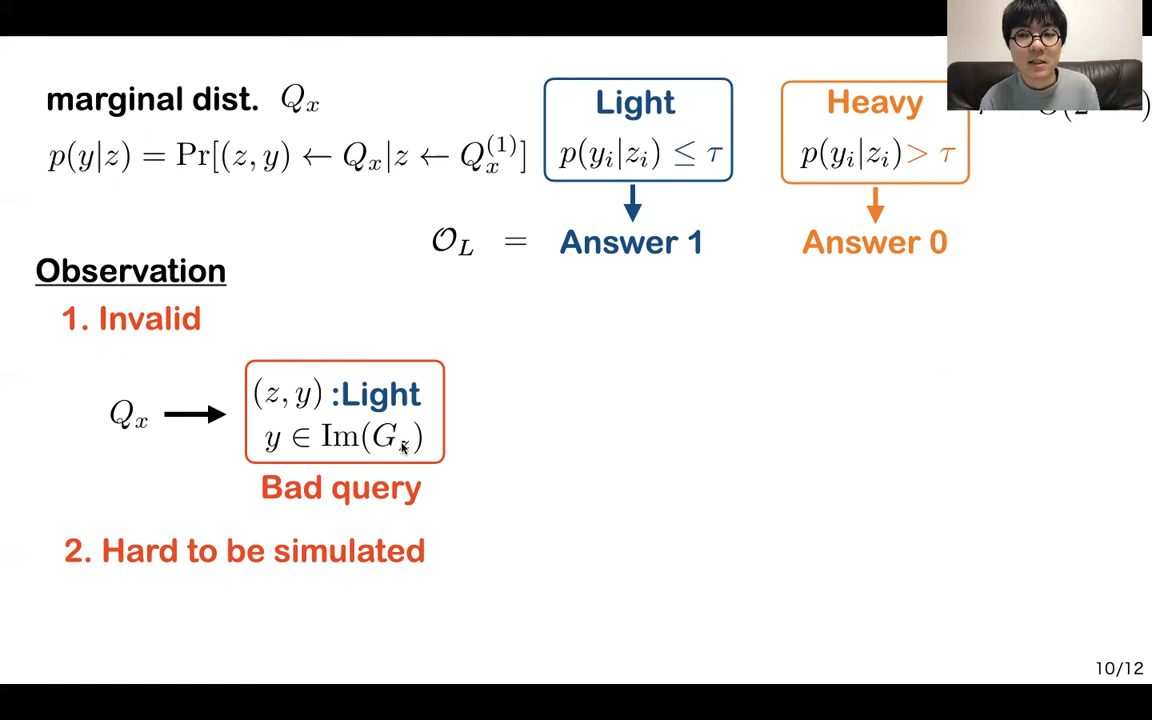 marginal dist. Q_x
p(y|z) = Pr[(z, y) ← Q_x|z ← Q_x^{(1)}]
Light
p(y_i|z_i) ≤ τ
Heavy
p(y_i|z_i) > τ
O_L = Answer 1
Answer 0
Observation
1. Invalid
Q_x
(z, y) :Light
y ∈ Im(G_z)
Bad query
2. Hard to be simulated
10/12